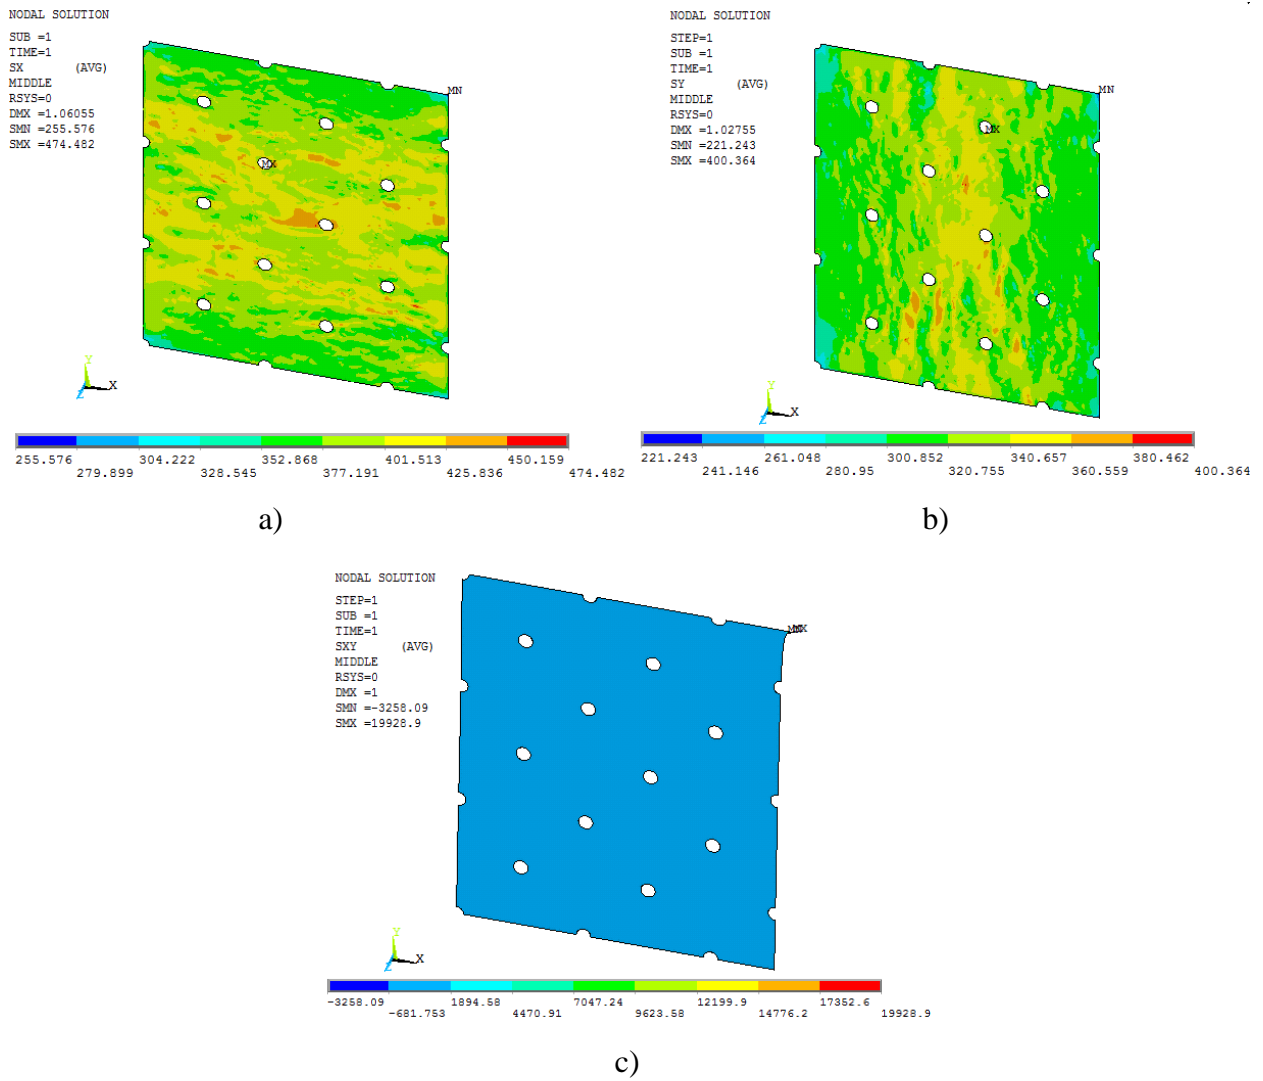 NODAL SOLUTION
SUB =1
TIME=1
SX (AVG)
MIDDLE
RSYS=0
DMX =1.06055
SMN =255.576
SMX =474.482
MN
MX
Y
Z X
255.576 304.222 352.868 401.513 450.159
279.899 328.545 377.191 425.836 474.482
a)
NODAL SOLUTION
STEP=1
SUB =1
TIME=1
SY (AVG)
MIDDLE
RSYS=0
DMX =1.02755
SMN =221.243
SMX =400.364
MN
MX
Y
Z X
221.243 261.048 300.852 340.657 380.462
241.146 280.95 320.755 360.559 400.364
b)
NODAL SOLUTION
STEP=1
SUB =1
TIME=1
SXY (AVG)
MIDDLE
RSYS=0
DMX =1
SMN =-3258.09
SMX =19928.9
MN MX
Y
Z X
-3258.09 1894.58 7047.24 12199.9 17352.6
-681.753 4470.91 9623.58 14776.2 19928.9
c)